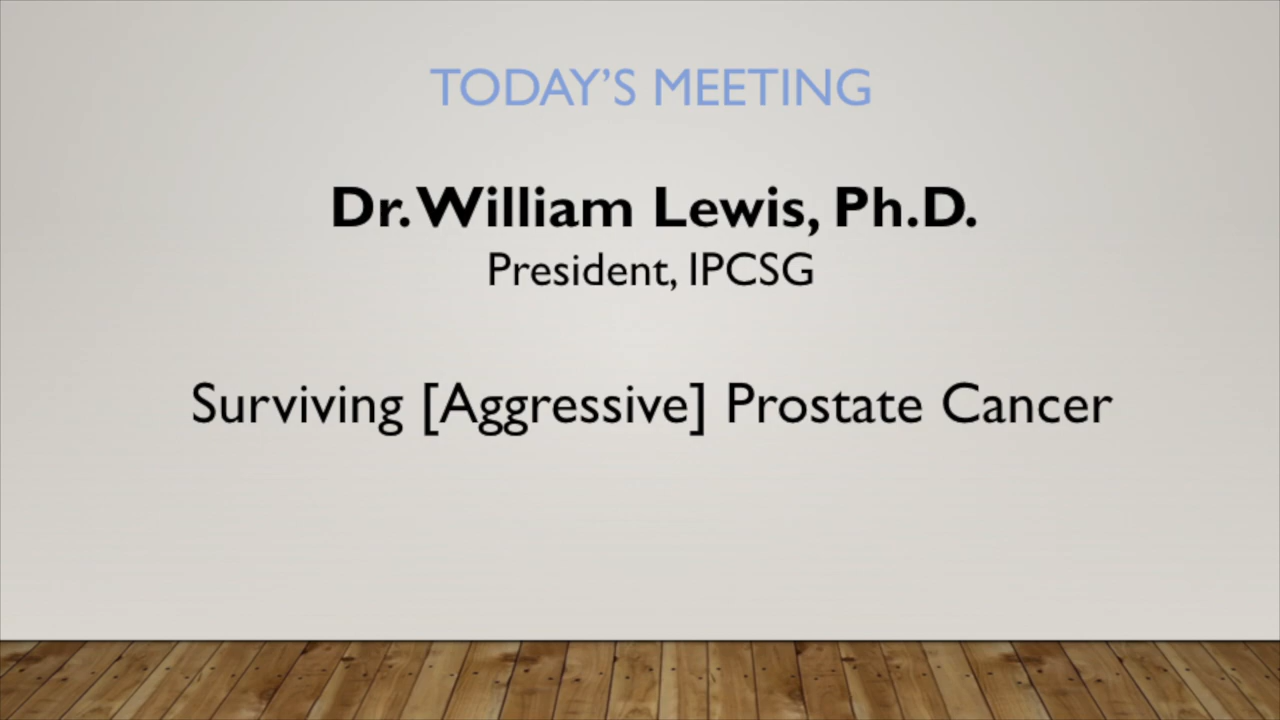 TODAY'S MEETING
Dr. William Lewis, Ph.D.
President, IPCSG
Surviving [Aggressive] Prostate Cancer